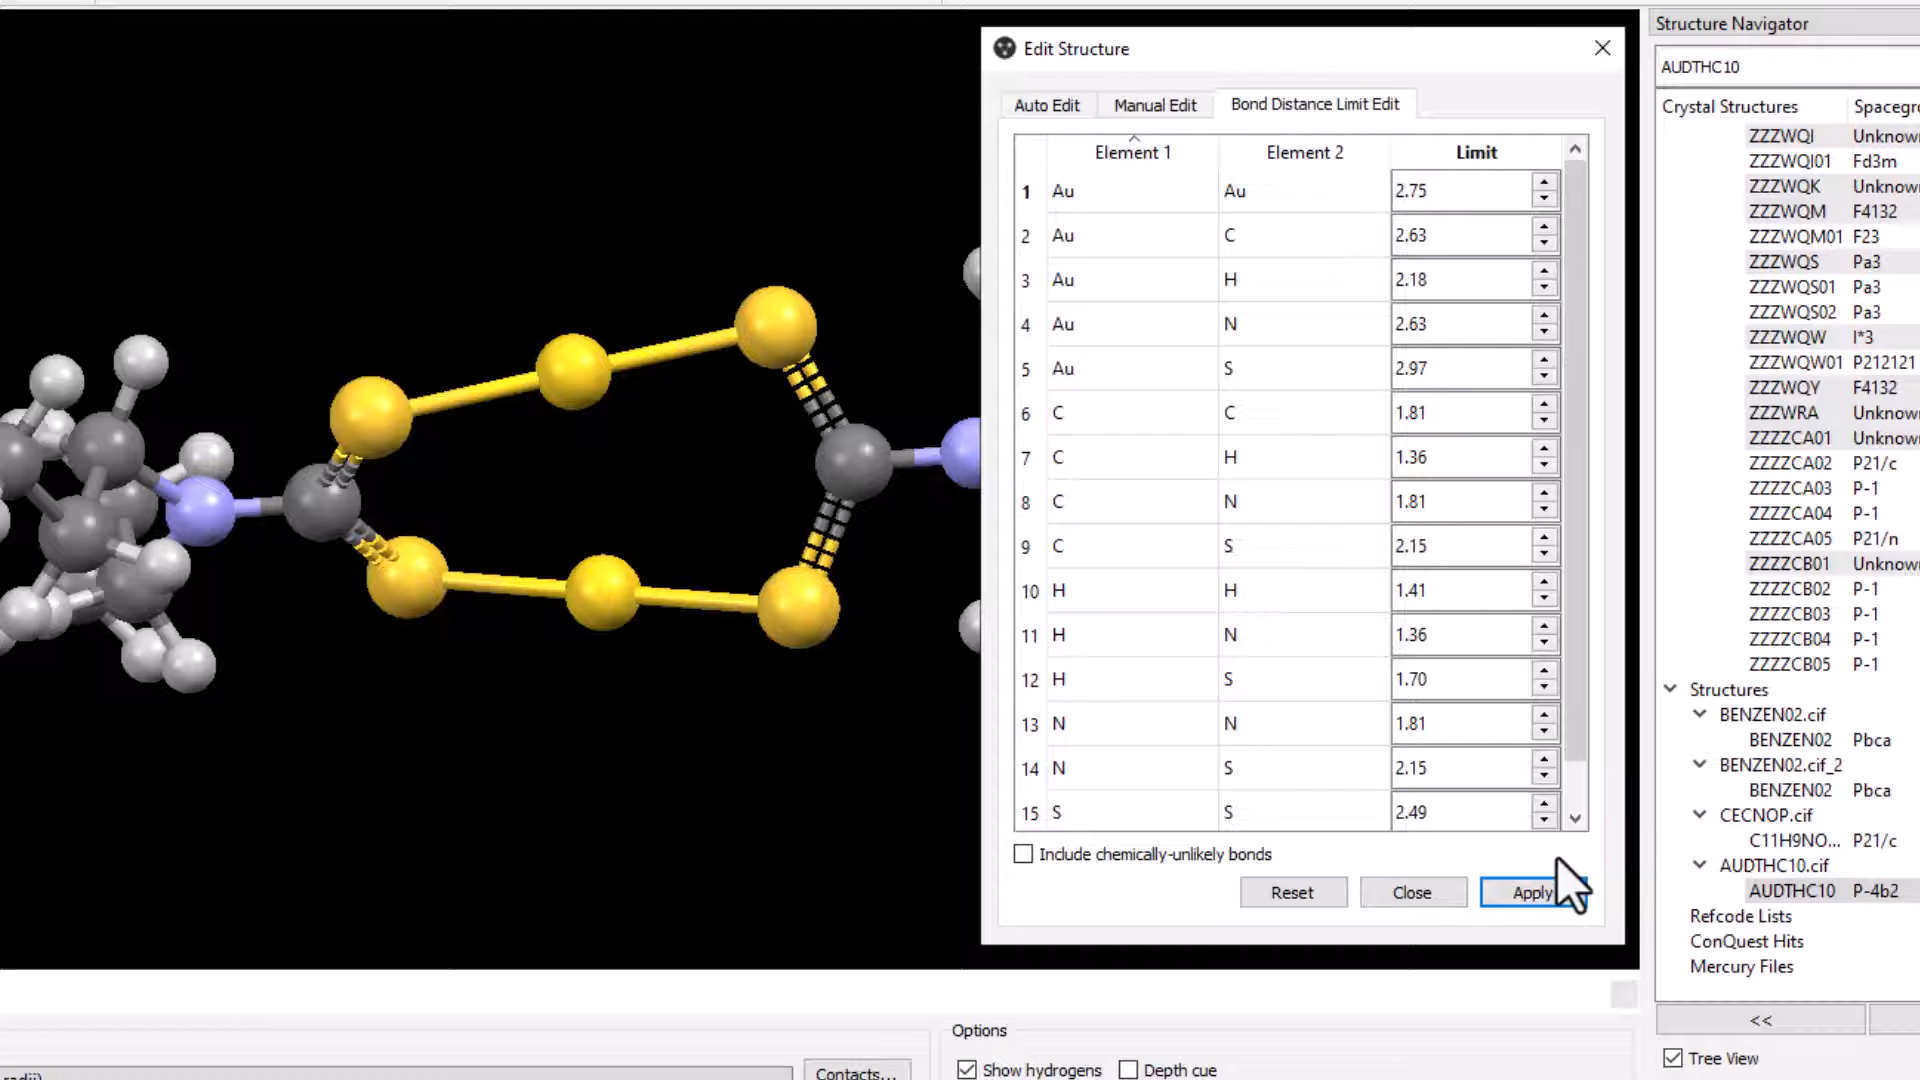 Edit Structure
Auto Edit
Manual Edit
Bond Distance Limit Edit
Element 1 Element 2 Limit
1 Au Au 2.75
2 Au C 2.63
3 Au H 2.18
4 Au N 2.63
5 Au S 2.97
6 C C 1.81
7 C H 1.36
8 C N 1.81
9 C S 2.15
10 H H 1.41
11 H N 1.36
12 H S 1.70
13 N N 1.81
14 N S 2.15
15 S S 2.49
Include chemically-unlikely bonds
Reset
Close
Apply
Structure Navigator
AUDTHC10
Crystal Structures Spacegr
ZZZWQI Unknow
ZZZWQI01 Fd3m
ZZZWQK Unknow
ZZZWQM F4132
ZZZWQM01 F23
ZZZWQS Pa3
ZZZWQS01 Pa3
ZZZWQS02 Pa3
ZZZWQW I*3
ZZZWQW01 P212121
ZZZWQY F4132
ZZZWRA Unknow
ZZZZCA01 Unknow
ZZZZCA02 P21/c
ZZZZCA03 P-1
ZZZZCA04 P-1
ZZZZCA05 P21/n
ZZZZCB01 Unknow
ZZZZCB02 P-1
ZZZZCB03 P-1
ZZZZCB04 P-1
ZZZZCB05 P-1
Structures
BENZEN02.cif
BENZEN02 Pbca
BENZEN02.cif_2
BENZEN02 Pbca
CECNOP.cif
C11H9NO... P21/c
AUDTHC10.cif
AUDTHC10 P-4b2
Refcode Lists
ConQuest Hits
Mercury Files
<<
Tree View
Options
Contacts...
Show hydrogens
Depth cue